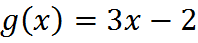 g(x) = 3x − 2